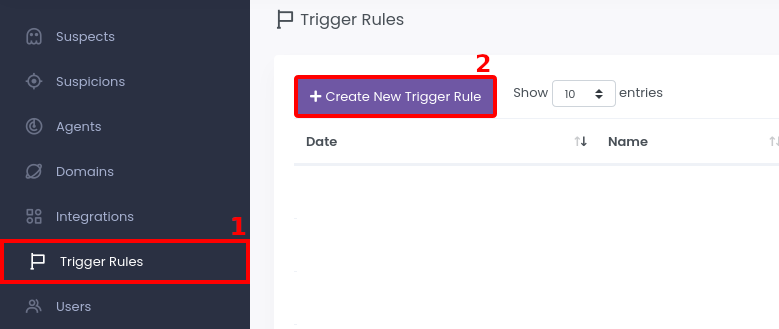 Suspects
Suspicions
Agents
Domains
Integrations
1
Trigger Rules
Users
Trigger Rules
2
Create New Trigger Rule Show 10 entries
Date Name